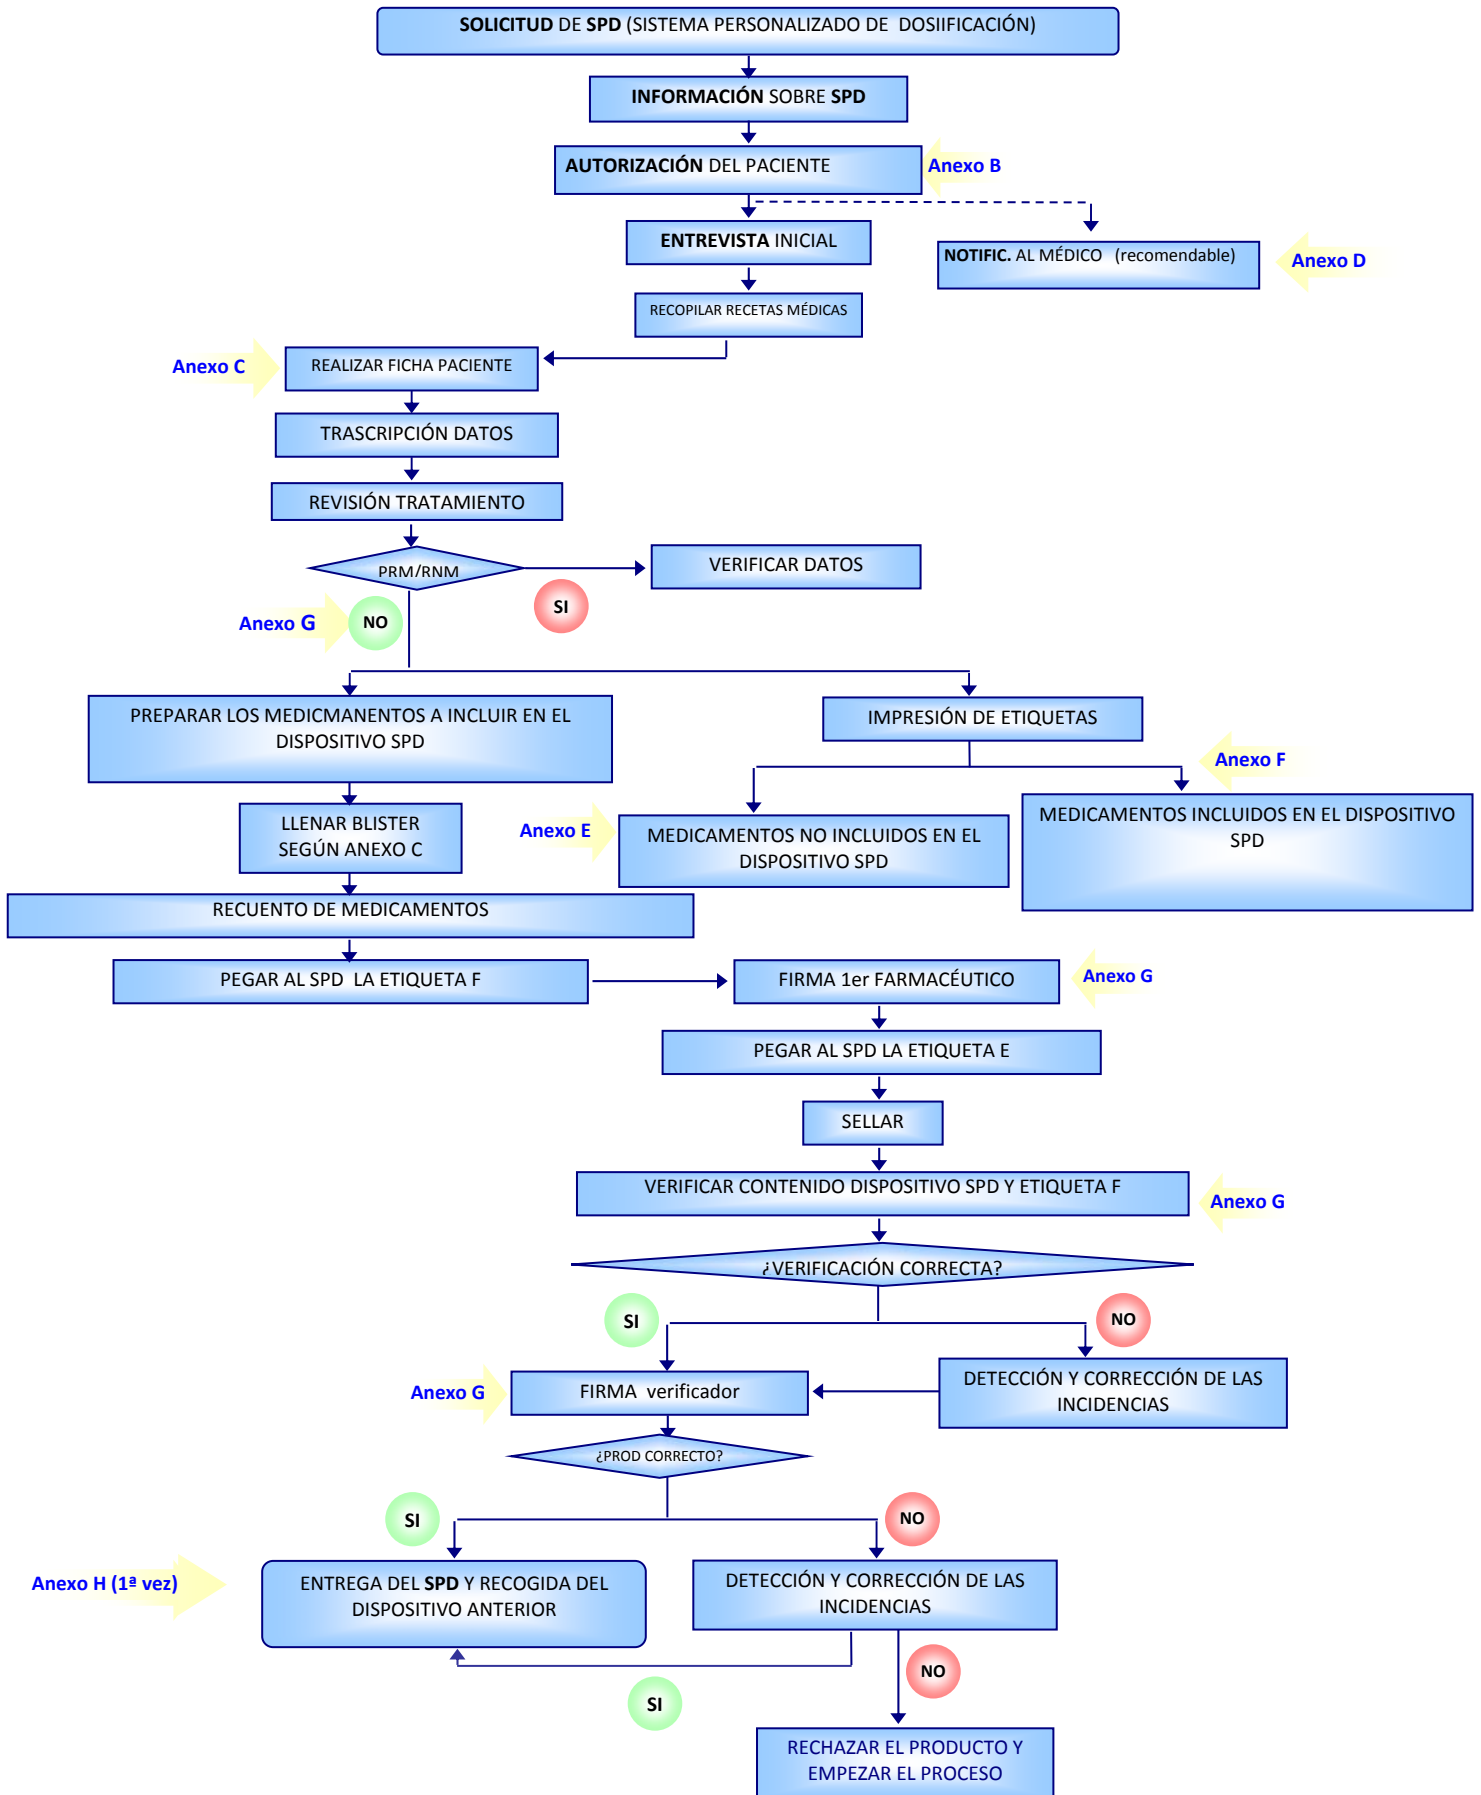 SOLICITUD DE SPD (SISTEMA PERSONALIZADO DE DOSIIFICACIÓN)
INFORMACIÓN SOBRE SPD
AUTORIZACIÓN DEL PACIENTE
Anexo B
ENTREVISTA INICIAL
NOTIFIC. AL MÉDICO (recomendable)
Anexo D
RECOPILAR RECETAS MÉDICAS
Anexo C
REALIZAR FICHA PACIENTE
TRASCRIPCIÓN DATOS
REVISIÓN TRATAMIENTO
PRM/RNM
VERIFICAR DATOS
SI
Anexo G
NO
PREPARAR LOS MEDICMANENTOS A INCLUIR EN EL
DISPOSITIVO SPD
IMPRESIÓN DE ETIQUETAS
Anexo F
LLENAR BLISTER
SEGÚN ANEXO C
Anexo E
MEDICAMENTOS NO INCLUIDOS EN EL
DISPOSITIVO SPD
MEDICAMENTOS INCLUIDOS EN EL DISPOSITIVO
SPD
RECUENTO DE MEDICAMENTOS
PEGAR AL SPD LA ETIQUETA F
FIRMA 1er FARMACÉUTICO
Anexo G
PEGAR AL SPD LA ETIQUETA E
SELLAR
VERIFICAR CONTENIDO DISPOSITIVO SPD Y ETIQUETA F
Anexo G
¿VERIFICACIÓN CORRECTA?
SI
NO
Anexo G
FIRMA verificador
DETECCIÓN Y CORRECCIÓN DE LAS
INCIDENCIAS
¿PROD CORRECTO?
SI
NO
Anexo H (1ª vez)
ENTREGA DEL SPD Y RECOGIDA DEL
DISPOSITIVO ANTERIOR
DETECCIÓN Y CORRECCIÓN DE LAS
INCIDENCIAS
NO
SI
RECHAZAR EL PRODUCTO Y
EMPEZAR EL PROCESO